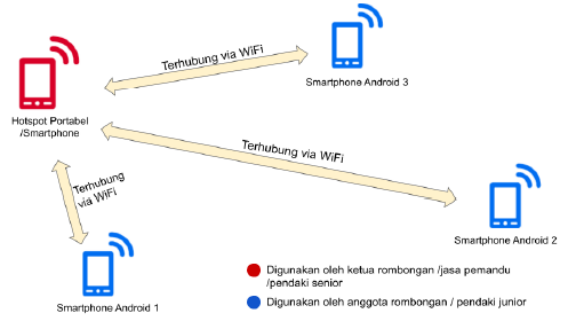 Terhubung via WiFi
Smartphone Android 3
Hotspot Portabel
/Smartphone
Terhubung via WiFi
Terhubung
via WiFi
Smartphone Android 2
Digunakan oleh ketua rombongan /jasa pemandu
/pendaki senior
Digunakan oleh anggota rombongan / pendaki junior
Smartphone Android 1